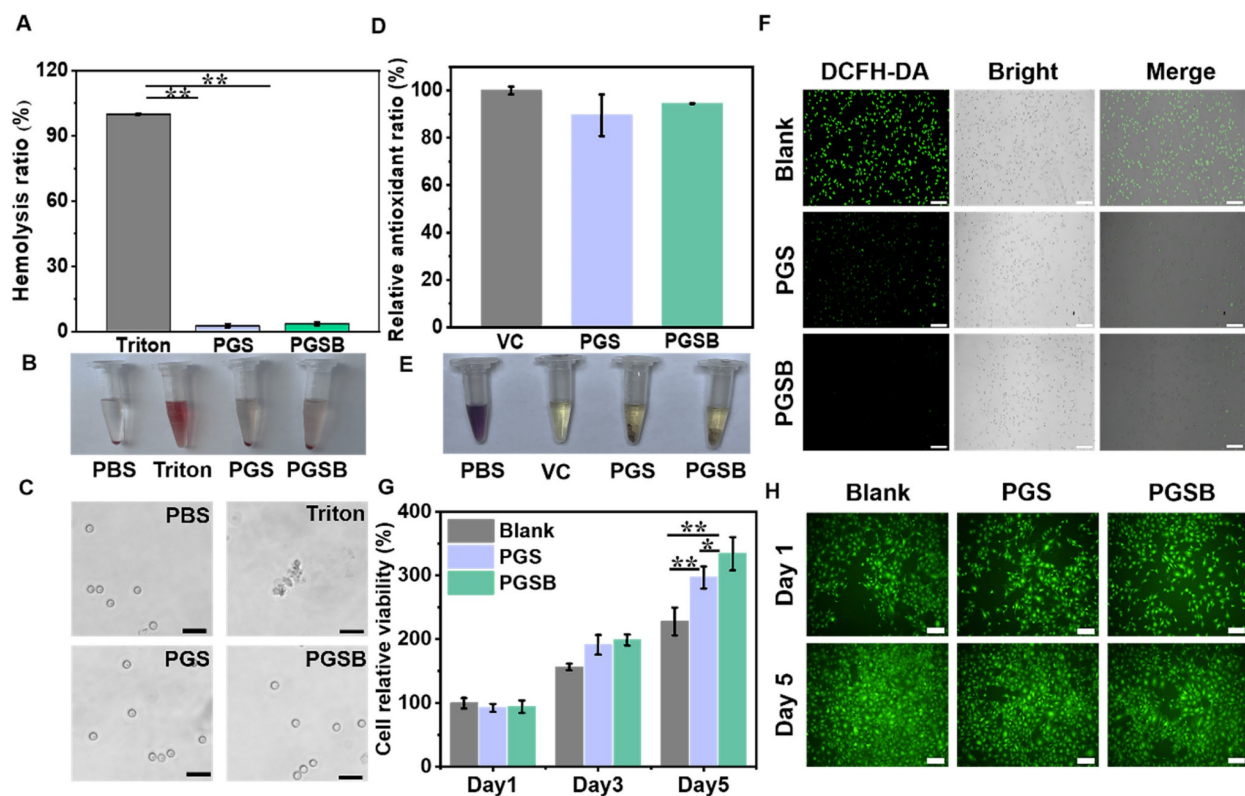 A
Hemolysis ratio (%)
120
90
60
30
0
**
**
Triton PGS PGSB
B
PBS Triton PGS PGSB
C
PBS
Triton
PGS
PGSB
D
Relative antioxidant ratio (%)
100
80
60
40
20
0
VC PGS PGSB
E
PBS VC PGS PGSB
F
DCFH-DA Bright Merge
Blank
PGS
PGSB
G
Cell relative viability (%)
400
300
200
100
0
Blank
PGS
PGSB
**
*
**
Day1 Day3 Day5
H
Blank PGS PGSB
Day 1
Day 5